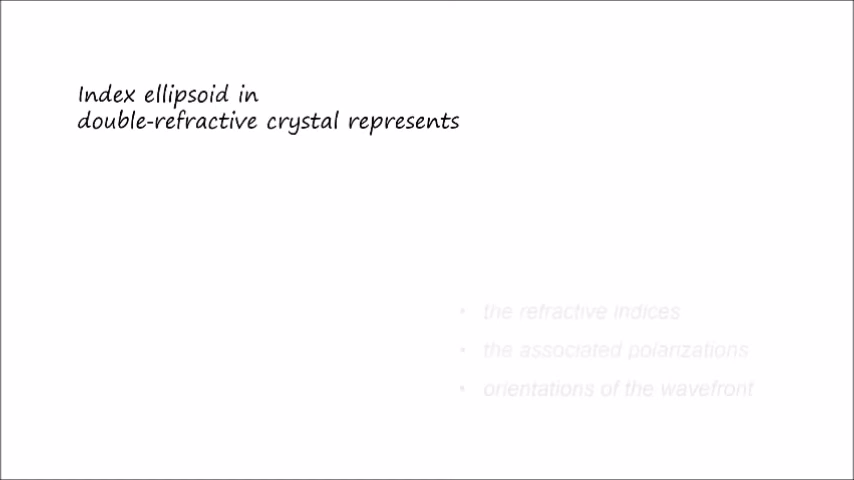 Index ellipsoid in
double-refractive crystal represents
• the refractive indices
• the associated polarizations
• orientations of the wavefront